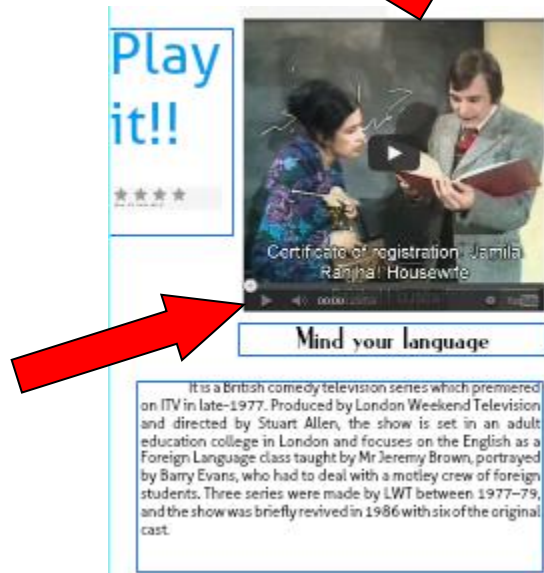 Play
it!!
Certificate of registration. Jamila
Ranjha! Housewife
00:00
Mind your language
It is a British comedy television series which premiered
on ITV in late-1977. Produced by London Weekend Television
and directed by Stuart Allen, the show is set in an adult
education college in London and focuses on the English as a
Foreign Language class taught by Mr Jeremy Brown, portrayed
by Barry Evans, who had to deal with a motley crew of foreign
students. Three series were made by LWT between 1977–79,
and the show was briefly revived in 1986 with six of the original
cast.